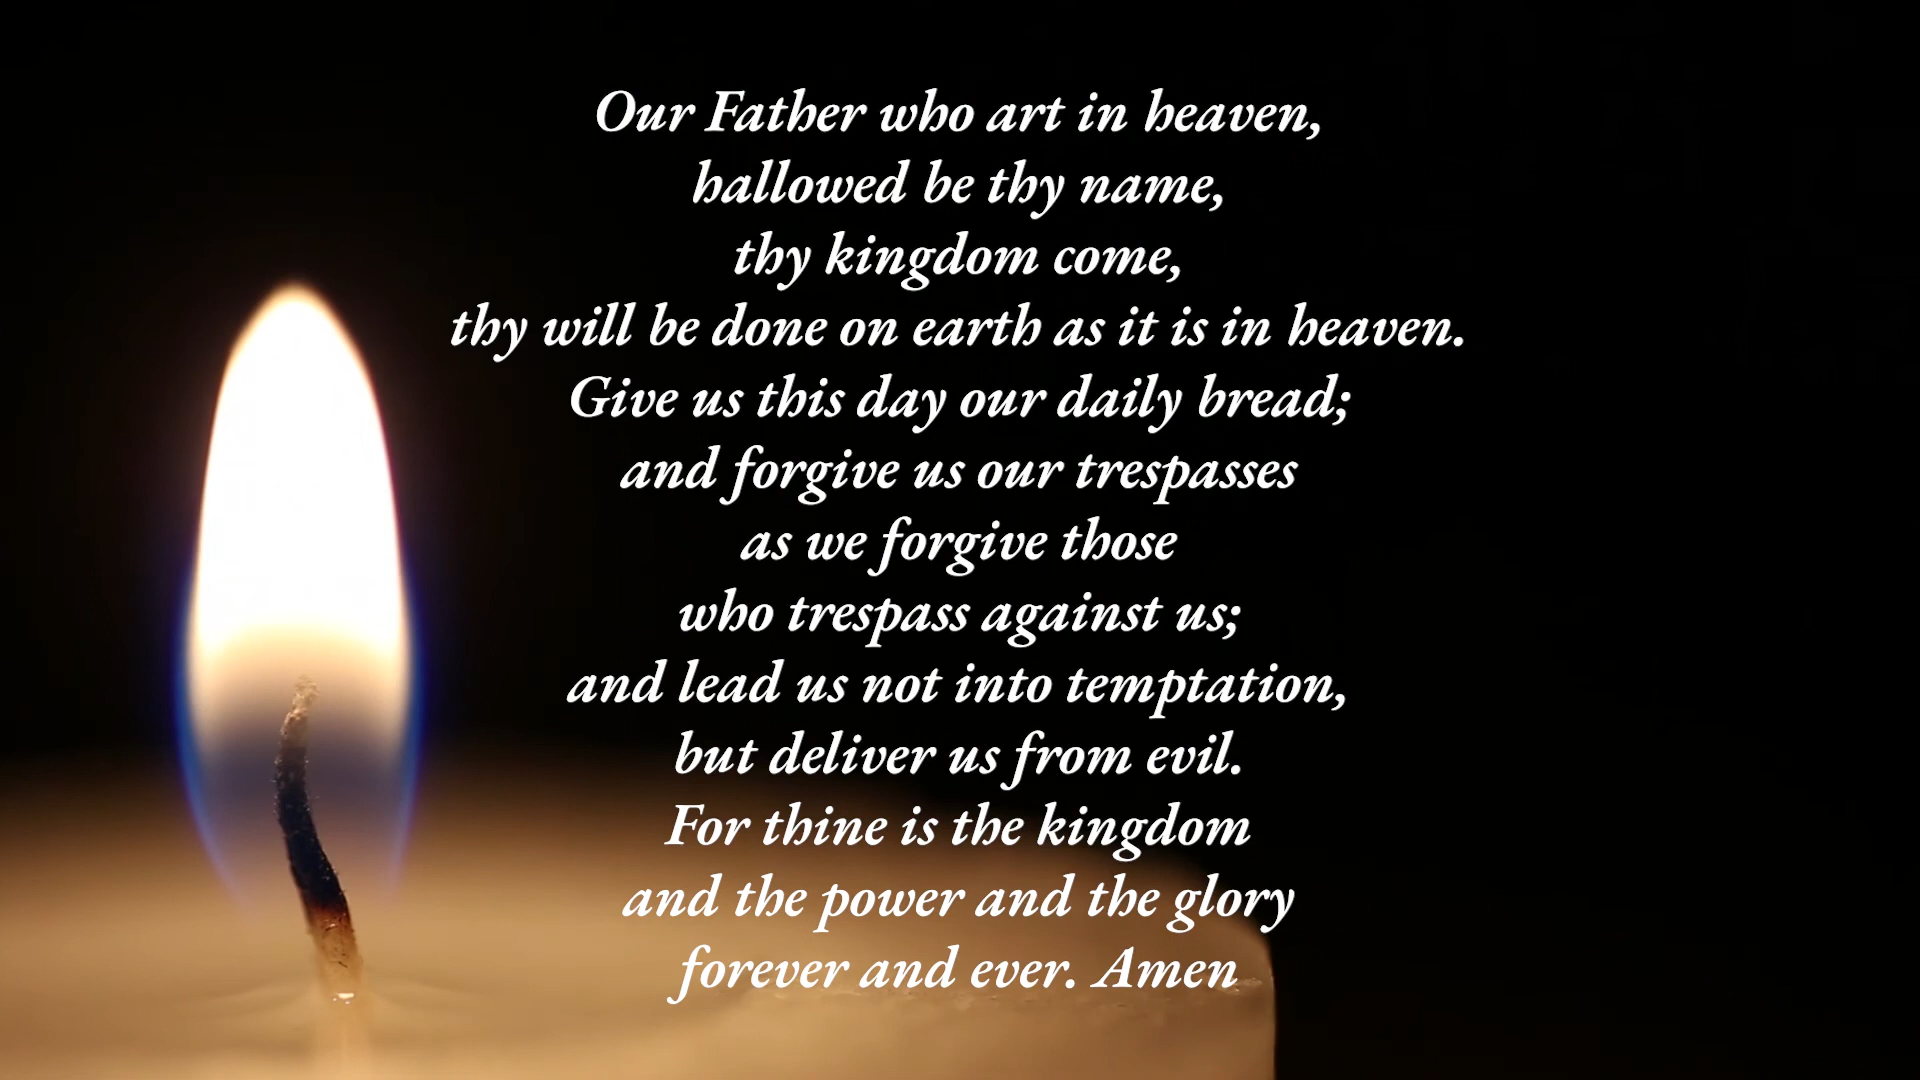 Our Father who art in heaven,
hallowed be thy name,
thy kingdom come,
thy will be done on earth as it is in heaven.
Give us this day our daily bread;
and forgive us our trespasses
as we forgive those
who trespass against us;
and lead us not into temptation,
but deliver us from evil.
For thine is the kingdom
and the power and the glory
forever and ever. Amen